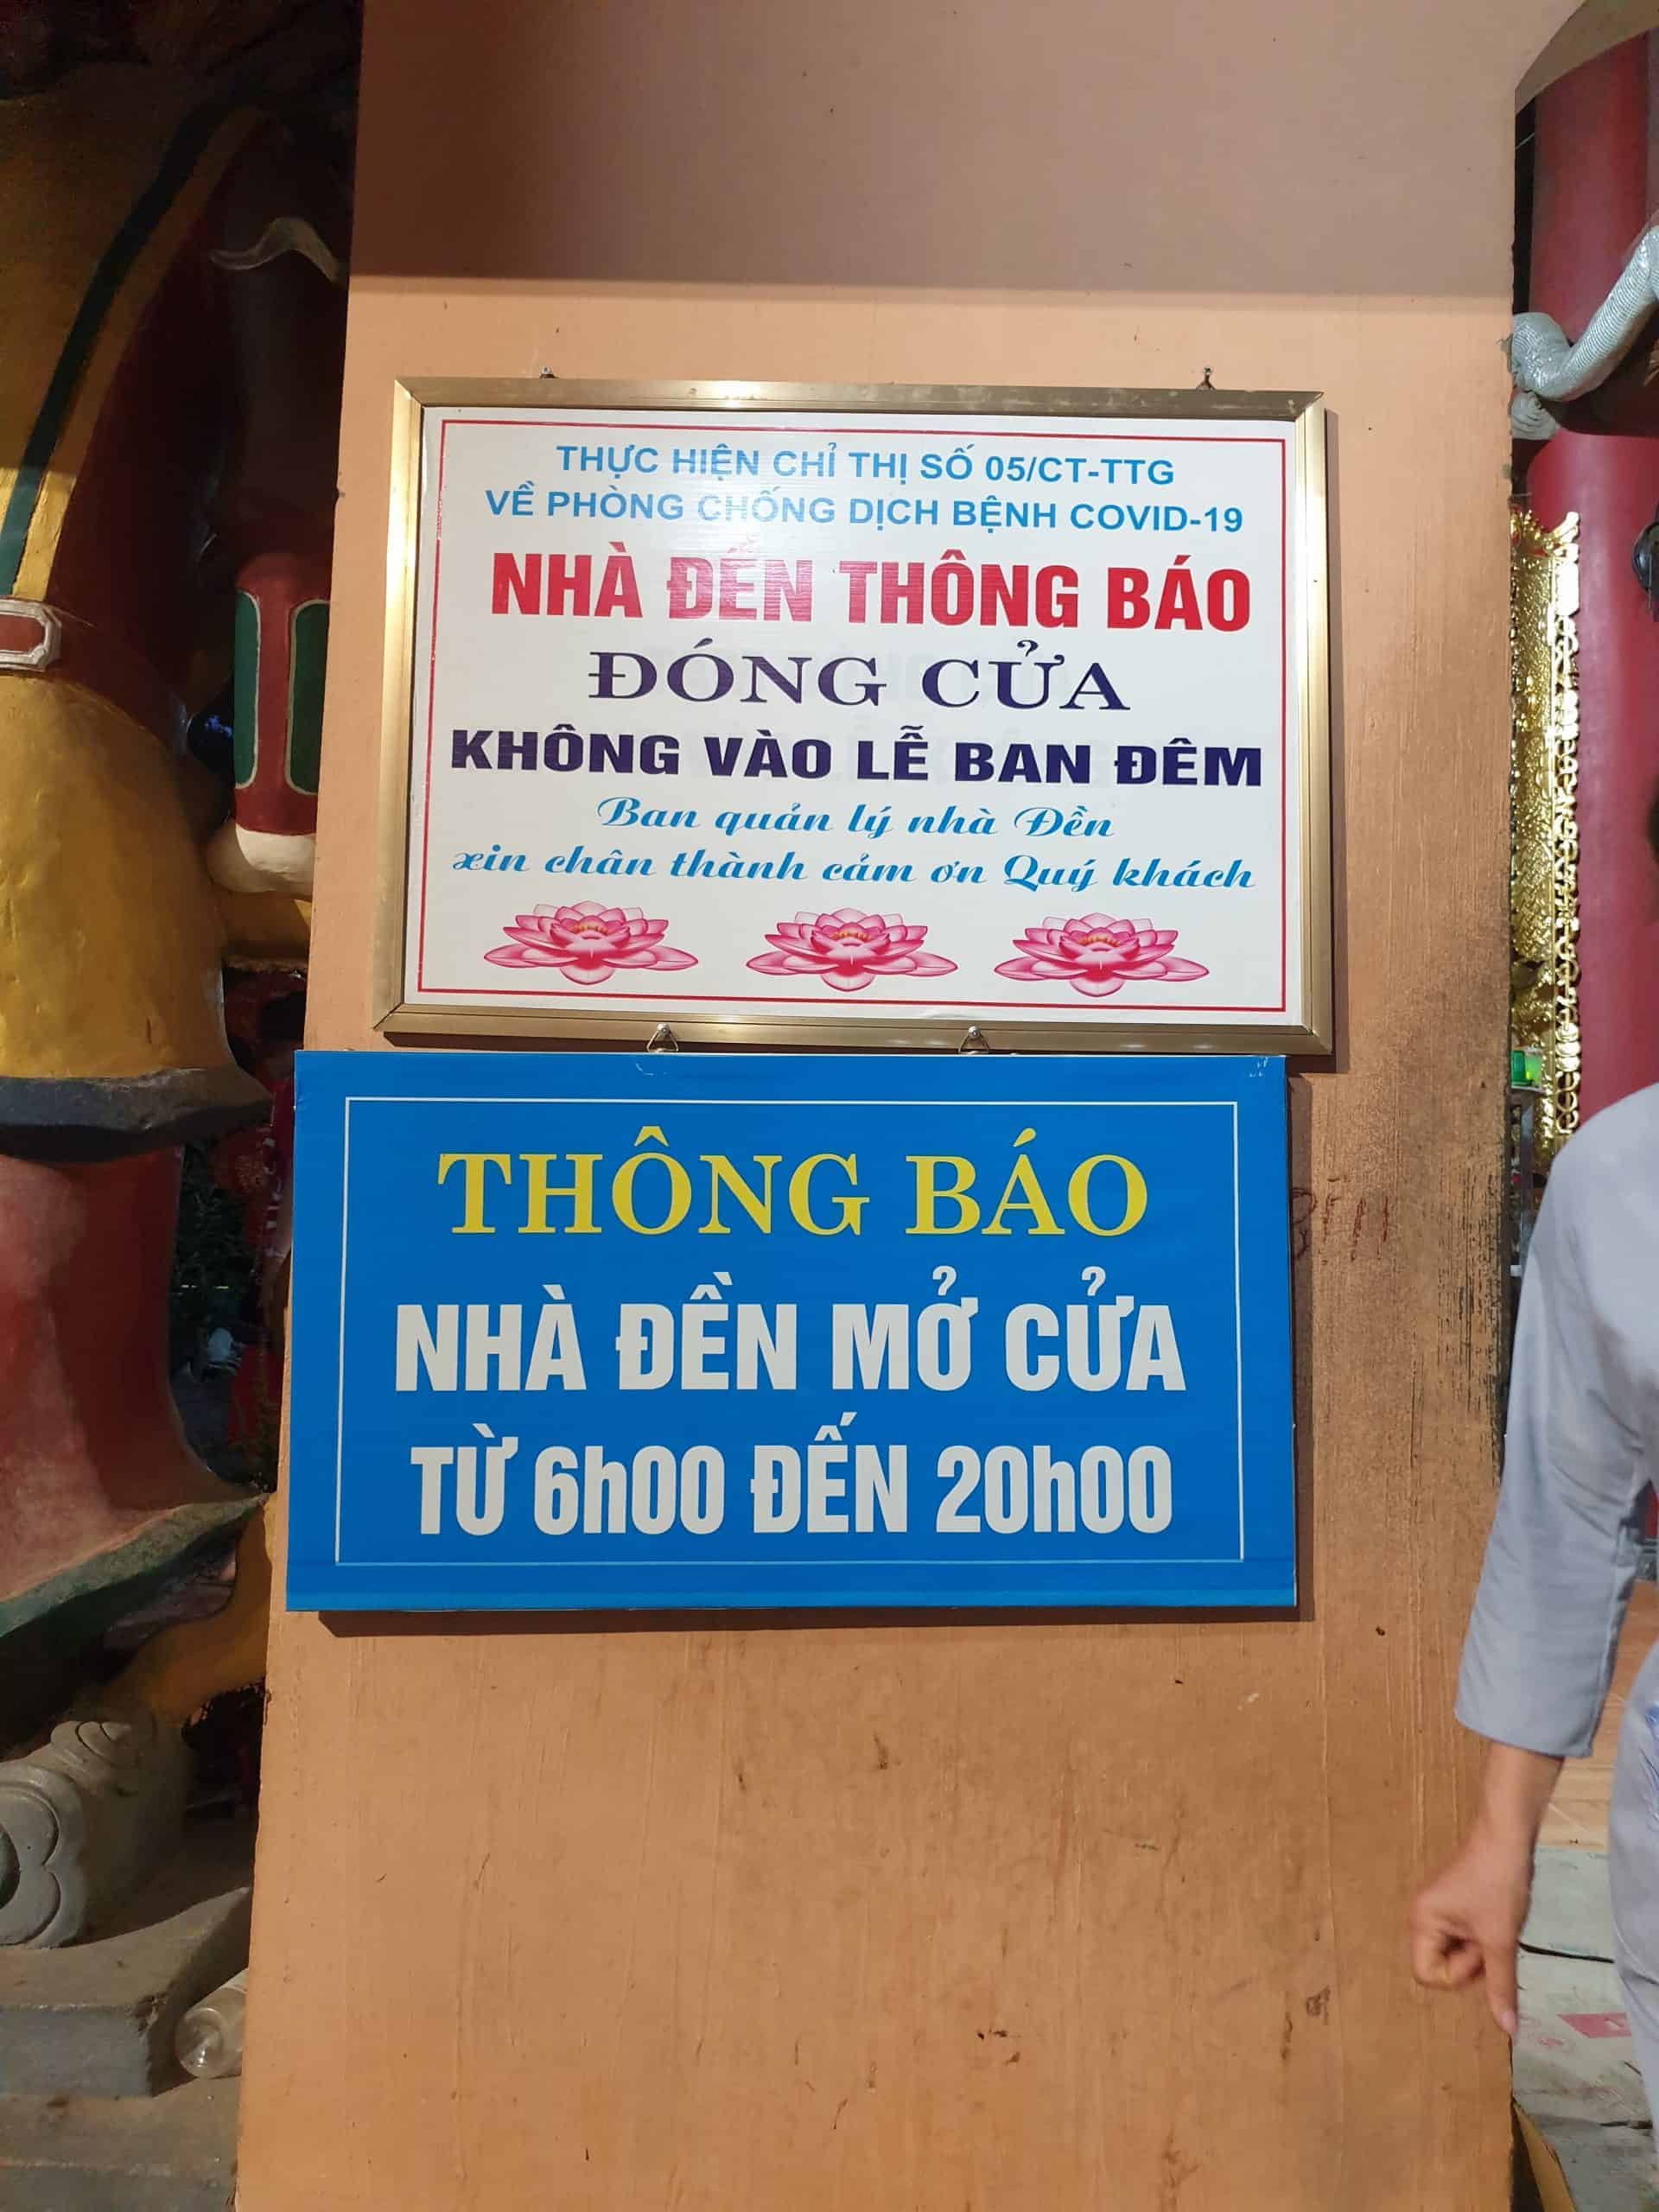 THỰC HIỆN CHỈ THỊ SỐ 05/CT-TTG
VỀ PHÒNG CHỐNG DỊCH BỆNH COVID-19
NHÀ ĐỀN THÔNG BÁO
ĐÓNG CỬA
KHÔNG VÀO LỄ BAN ĐÊM
Ban quản lý nhà Đền
xin chân thành cảm ơn Quý khách
THÔNG BÁO
NHÀ ĐỀN MỞ CỬA
TỪ 6h00 ĐẾN 20h00